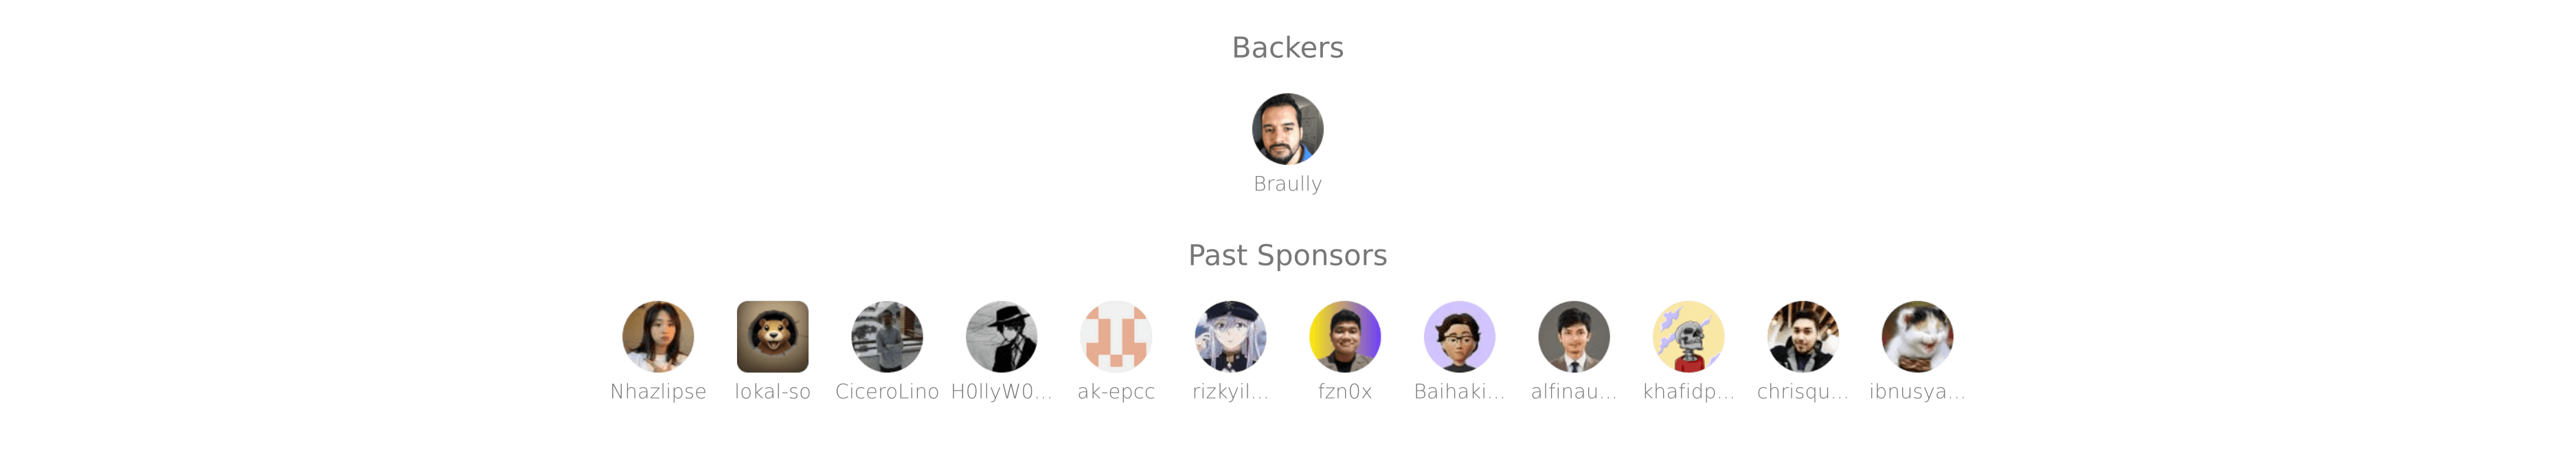 Backers
Braully
Past Sponsors
Nhazlipse lokal-so CiceroLino H0llyW0... ak-epcc rizkyil... fzn0x Baihaki... alfinau... khafidp... chrisqu... ibnusya...